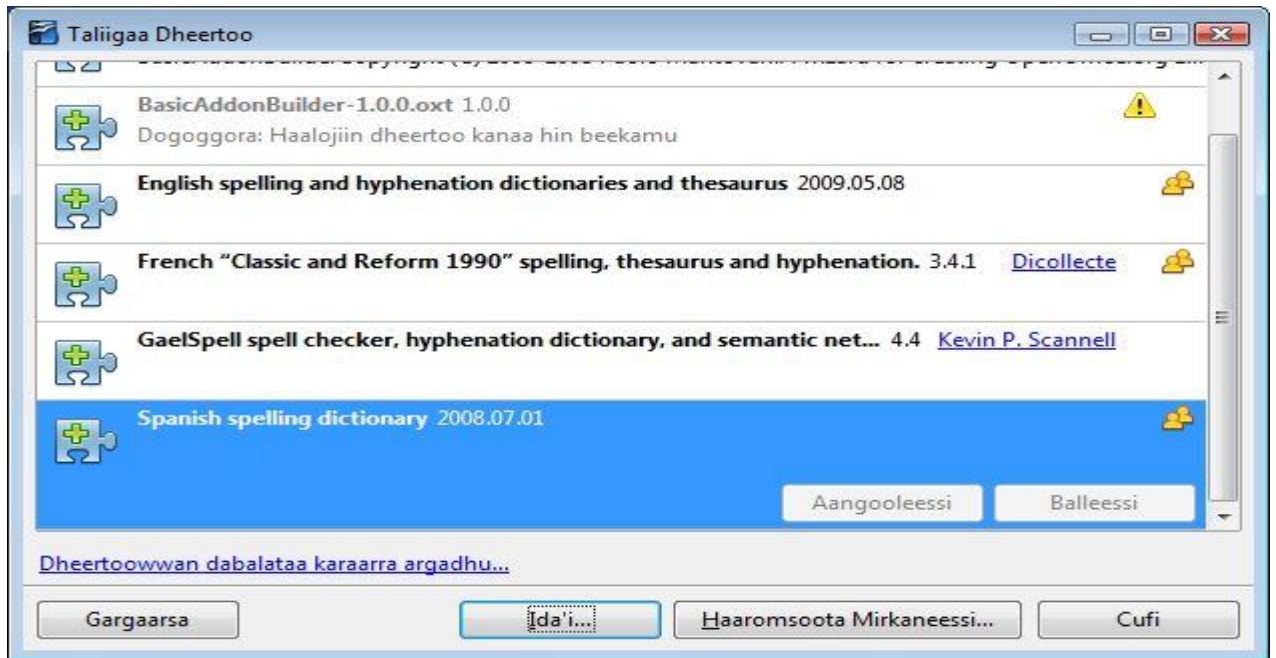 Taliigaa Dheertoo
BasicAddonBuilder-1.0.0.oxt 1.0.0
Dogoggora: Haalojiin dheertoo kanaa hin beekamu
English spelling and hyphenation dictionaries and thesaurus 2009.05.08
French “Classic and Reform 1990” spelling, thesaurus and hyphenation. 3.4.1 Dicollecte
GaelSpell spell checker, hyphenation dictionary, and semantic net... 4.4 Kevin P. Scannell
Spanish spelling dictionary 2008.07.01
Aangooleessi Balleessi
Dheertoowwan dabalataa karaarra argadhu...
Gargaarsa Ida'i... Haaromsoota Mirkaneessi... Cufi